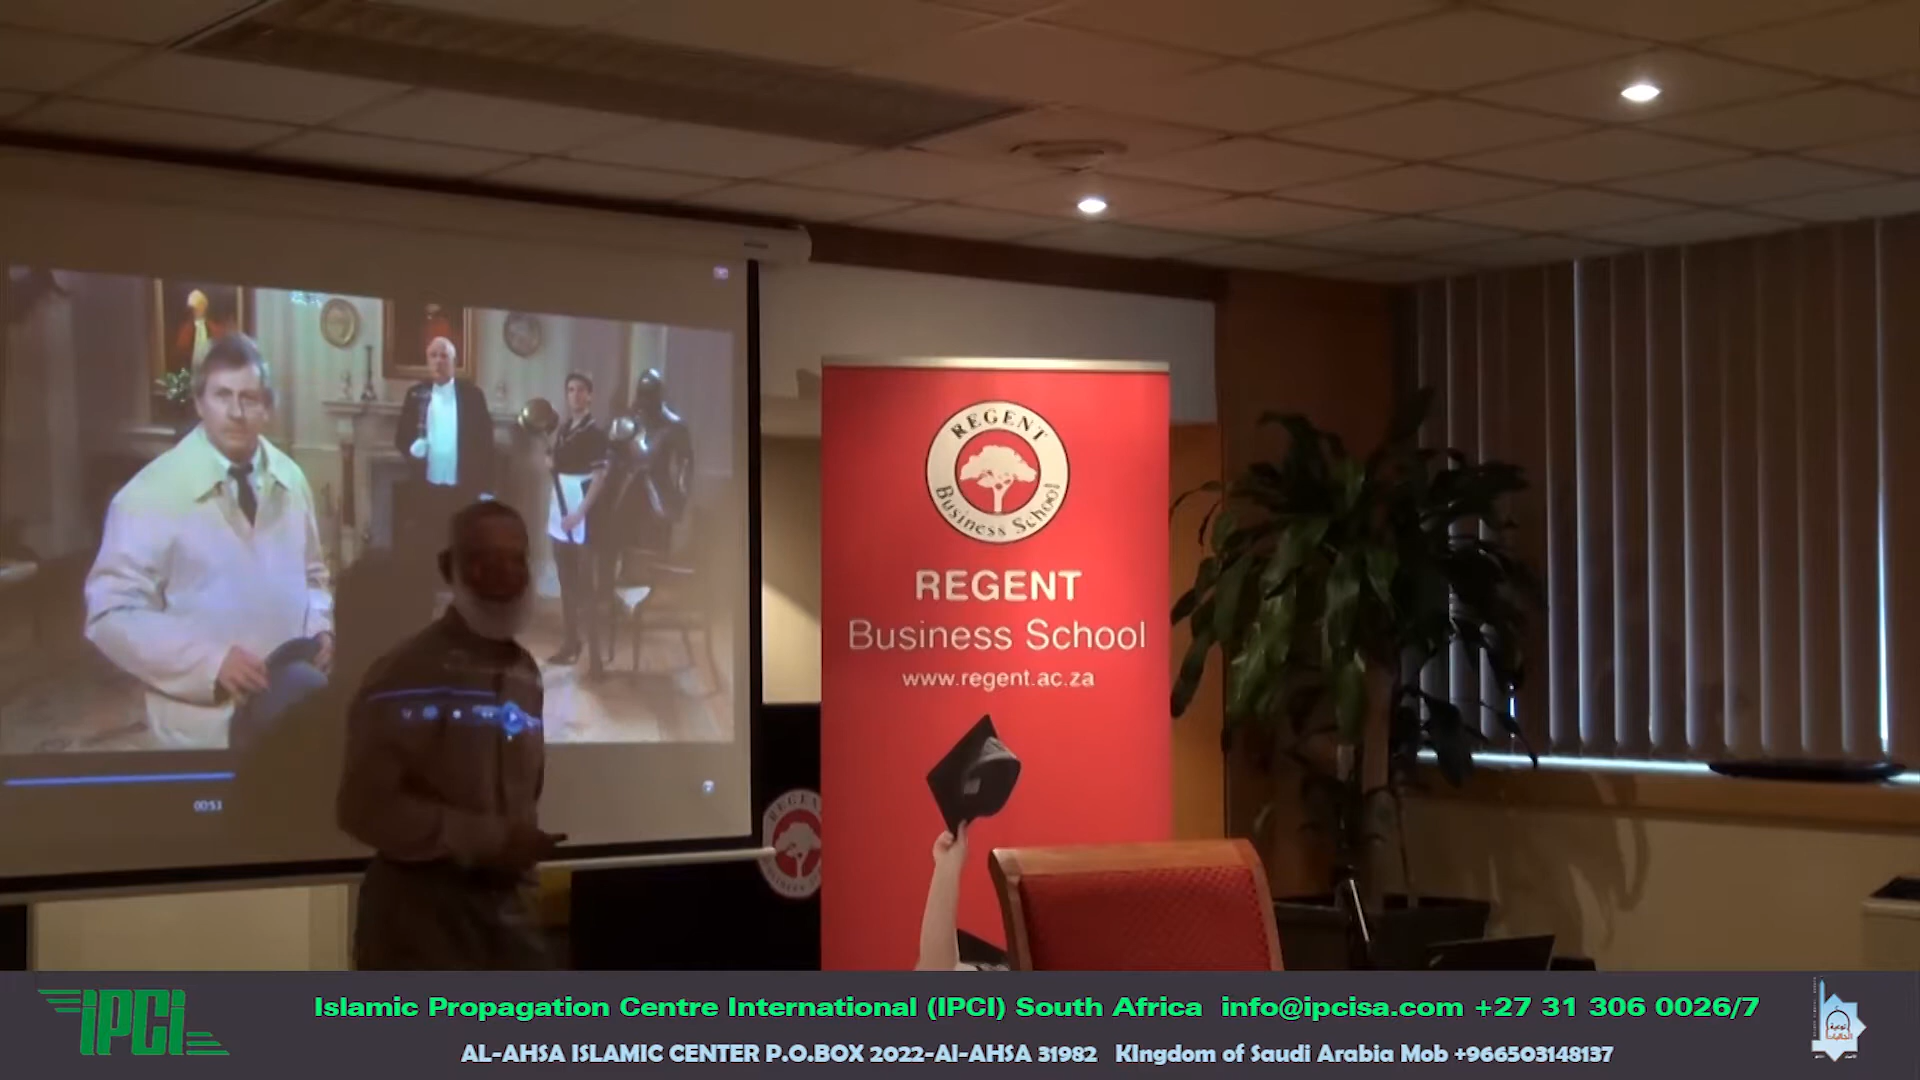 REGENT
Business School
REGENT
Business School
www.regent.ac.za
00:53
REGENT
iPCi
Islamic Propagation Centre International (IPCI) South Africa info@ipcisa.com +27 31 306 0026/7
AL-AHSA ISLAMIC CENTER P.O.BOX 2022-Al-AHSA 31982 KIngdom of Saudi Arabia Mob +966503148137